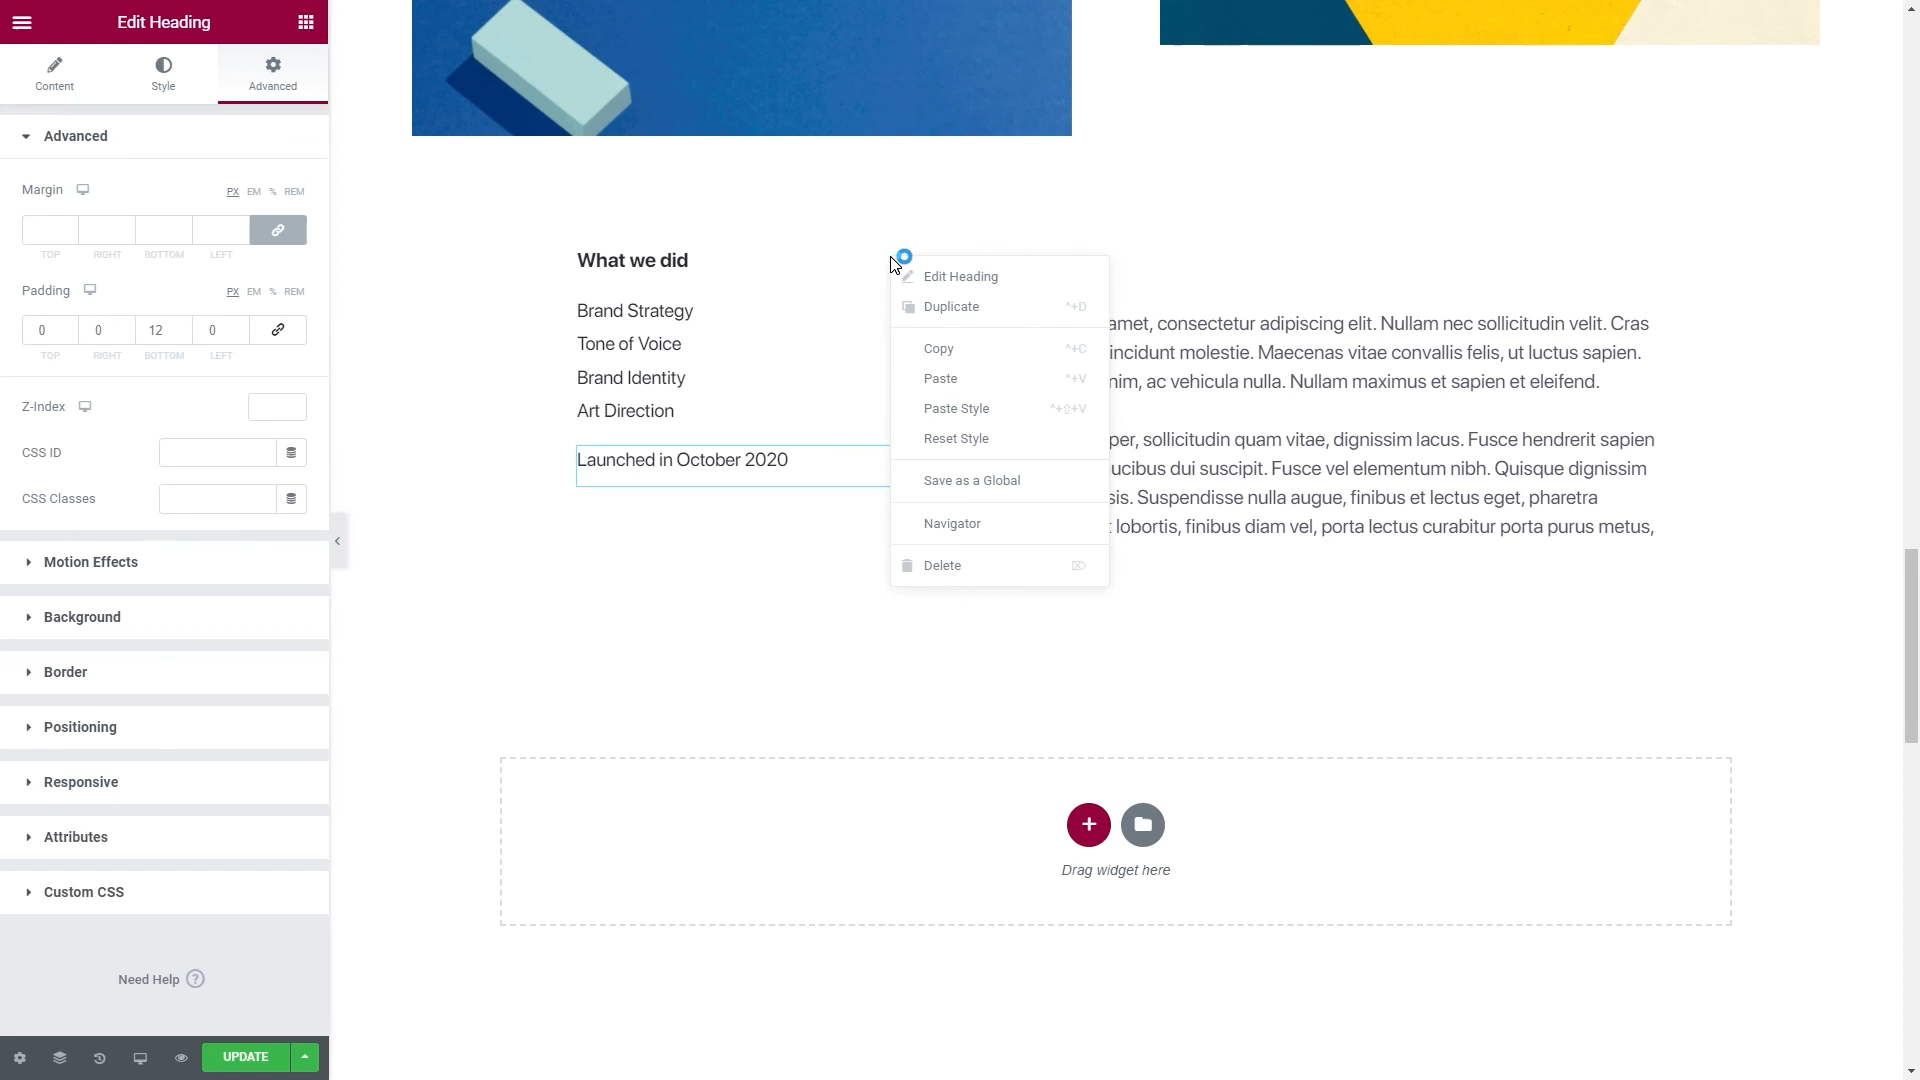 Edit Heading
Content
Style
Advanced
Advanced
Margin
PX EM % REM
TOP RIGHT BOTTOM LEFT
Padding
PX EM % REM
0 0 12 0
TOP RIGHT BOTTOM LEFT
Z-Index
CSS ID
CSS Classes
Motion Effects
Background
Border
Positioning
Responsive
Attributes
Custom CSS
Need Help ?
UPDATE
What we did
Brand Strategy
Tone of Voice
Brand Identity
Art Direction
Launched in October 2020
Edit Heading
Duplicate ^+D
Copy ^+C
Paste ^+V
Paste Style ^+⇧+V
Reset Style
Save as a Global
Navigator
Delete ⌦
amet, consectetur adipiscing elit. Nullam nec sollicitudin velit. Cras
incidunt molestie. Maecenas vitae convallis felis, ut luctus sapien.
nim, ac vehicula nulla. Nullam maximus et sapien et eleifend.
per, sollicitudin quam vitae, dignissim lacus. Fusce hendrerit sapien
ucibus dui suscipit. Fusce vel elementum nibh. Quisque dignissim
sis. Suspendisse nulla augue, finibus et lectus eget, pharetra
lobortis, finibus diam vel, porta lectus curabitur porta purus metus,
Drag widget here